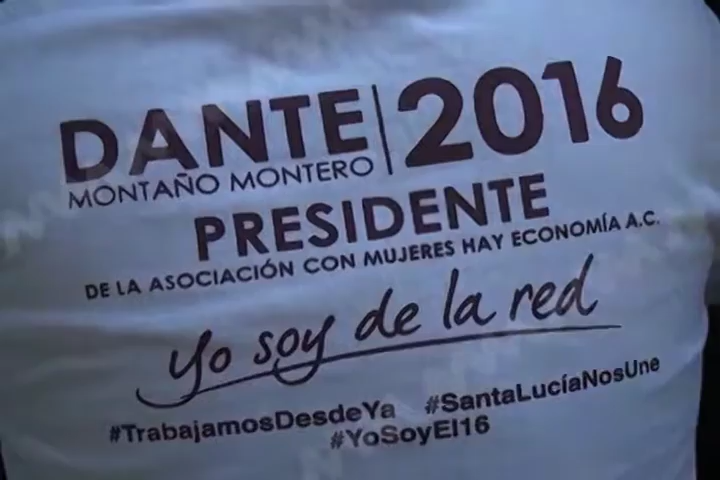 DANTE | 2016
MONTAÑO MONTERO
PRESIDENTE
DE LA ASOCIACIÓN CON MUJERES HAY ECONOMÍA A.C.
Yo soy de la red
#TrabajamosDesdeYa #SantaLucíaNosUne
#YoSoyEl16